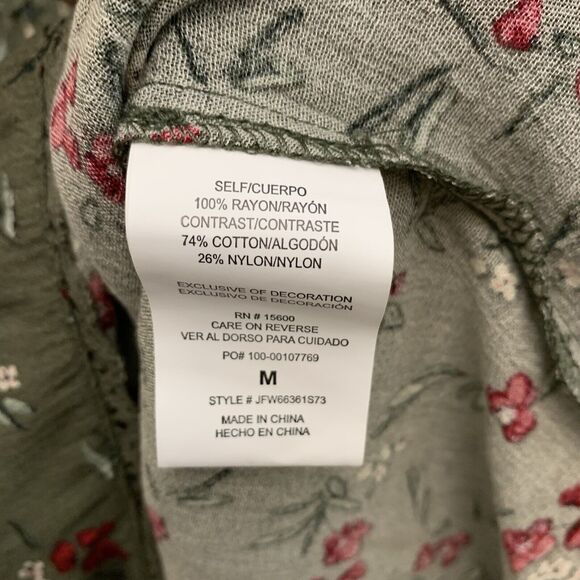 SELF/CUERPO
100% RAYON/RAYÓN
CONTRAST/CONTRASTE
74% COTTON/ALGODÓN
26% NYLON/NYLON
EXCLUSIVE OF DECORATION
EXCLUSIVO DE DECORACIÓN
RN # 15600
CARE ON REVERSE
VER AL DORSO PARA CUIDADO
PO# 100-00107769
M
STYLE # JFW66361S73
MADE IN CHINA
HECHO EN CHINA